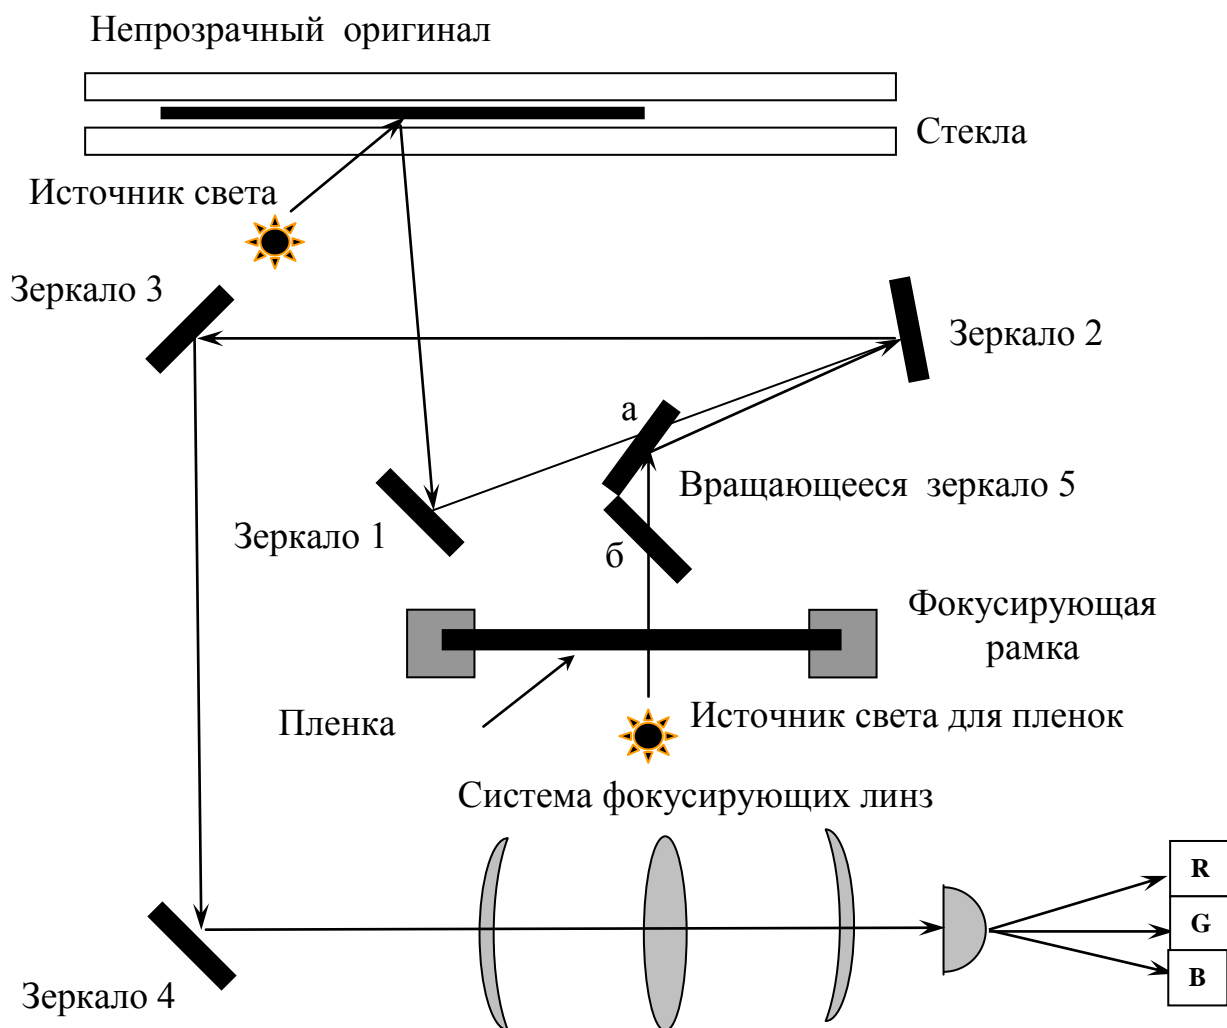 Непрозрачный оригинал
Стекла
Источник света
Зеркало 3
Зеркало 2
а
Вращающееся зеркало 5
Зеркало 1
б
Фокусирующая
рамка
Пленка
Источник света для пленок
Система фокусирующих линз
R
G
B
Зеркало 4